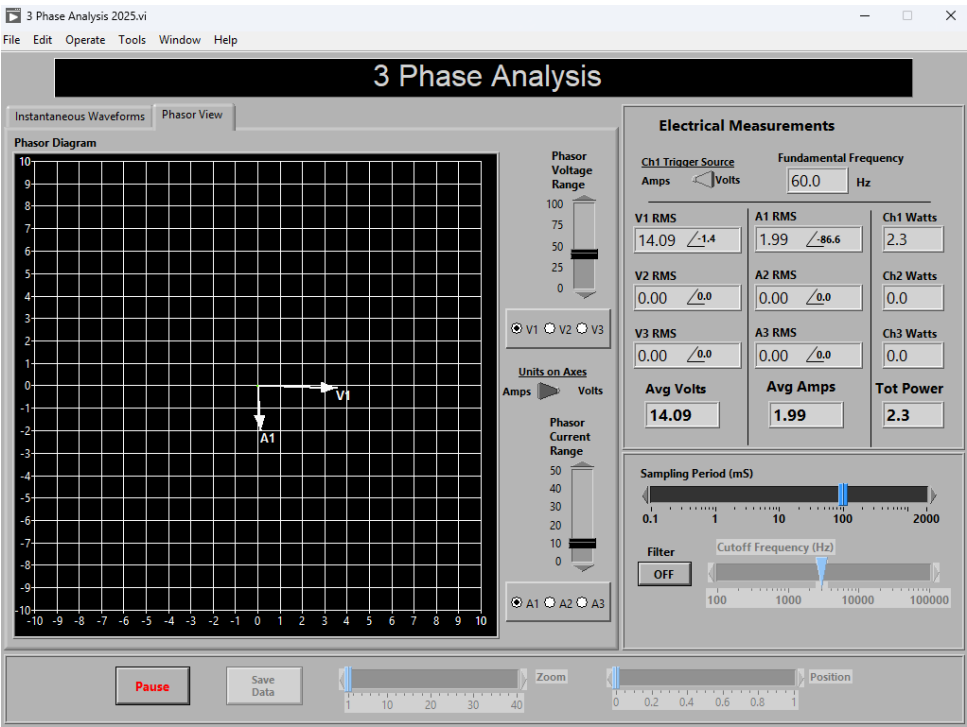 3 Phase Analysis 2025.vi
File Edit Operate Tools Window Help
3 Phase Analysis
Instantaneous Waveforms Phasor View
Phasor Diagram
10
9
8
7
6
5
4
3
2
1
0
-1
-2
-3
-4
-5
-6
-7
-8
-9
-10
-10 -9 -8 -7 -6 -5 -4 -3 -2 -1 0 1 2 3 4 5 6 7 8 9 10
V1
A1
Phasor
Voltage
Range
100
75
50
25
0
V1 V2 V3
Units on Axes
Amps Volts
Phasor
Current
Range
50
40
30
20
10
0
A1 A2 A3
Electrical Measurements
Ch1 Trigger Source
Amps Volts
Fundamental Frequency
60.0 Hz
V1 RMS A1 RMS Ch1 Watts
14.09 ∠-1.4 1.99 ∠-86.6 2.3
V2 RMS A2 RMS Ch2 Watts
0.00 ∠0.0 0.00 ∠0.0 0.0
V3 RMS A3 RMS Ch3 Watts
0.00 ∠0.0 0.00 ∠0.0 0.0
Avg Volts Avg Amps Tot Power
14.09 1.99 2.3
Sampling Period (mS)
0.1 1 10 100 2000
Filter
OFF
Cutoff Frequency (Hz)
100 1000 10000 100000
Pause
Save
Data
Zoom
1 10 20 30 40
Position
0 0.2 0.4 0.6 0.8 1